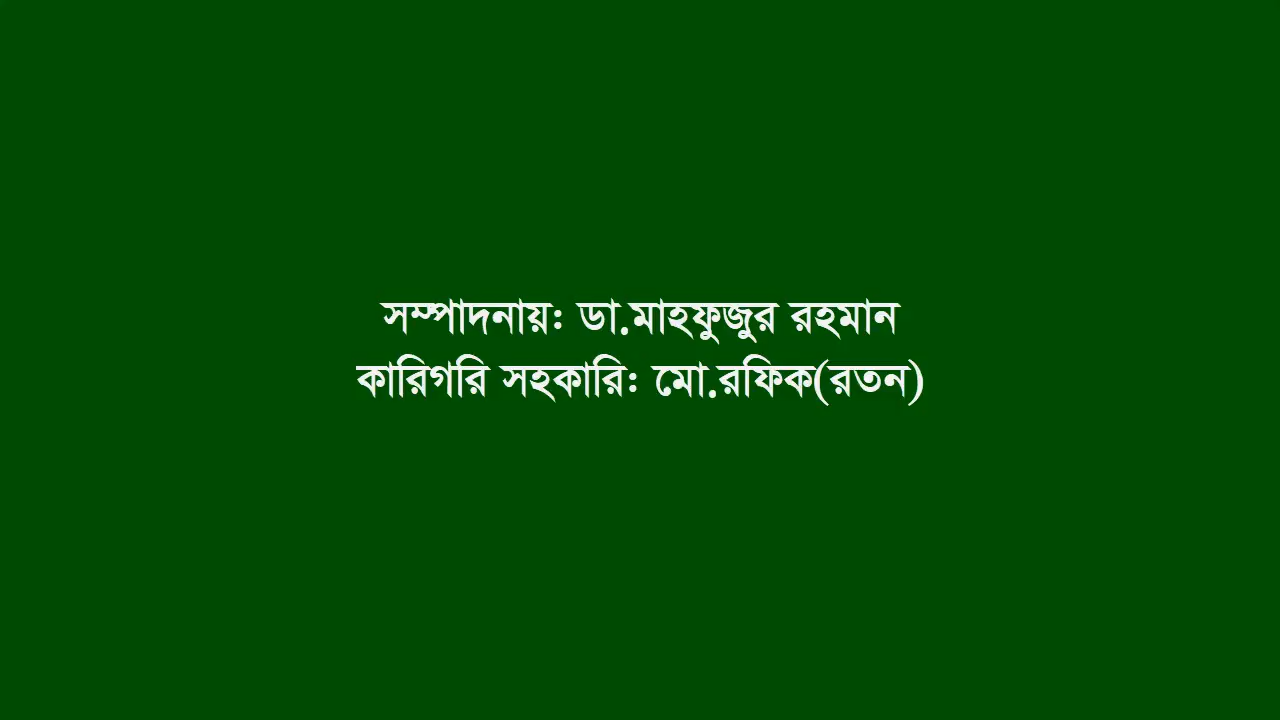 সম্পাদনায়: ডা.মাহফুজুর রহমান
কারিগরি সহকারি: মো.রফিক(রতন)